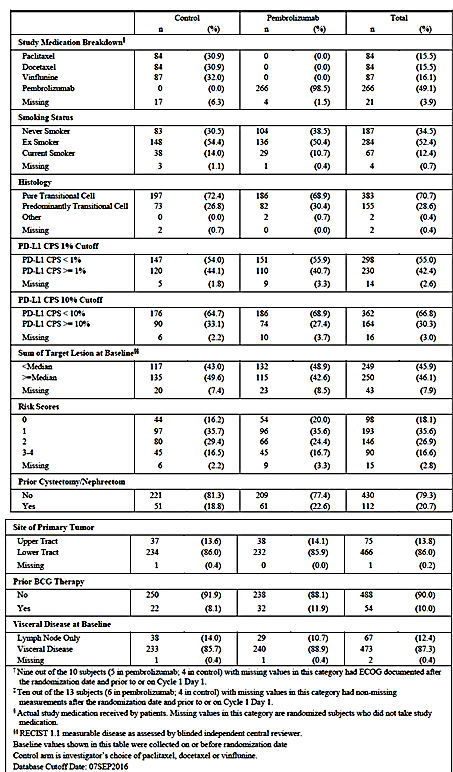 Control Pembrolizumab Total
n (%) n (%) n (%)
Study Medication Breakdown§
Paclitaxel 84 (30.9) 0 (0.0) 84 (15.5)
Docetaxel 84 (30.9) 0 (0.0) 84 (15.5)
Vinflunine 87 (32.0) 0 (0.0) 87 (16.1)
Pembrolizumab 0 (0.0) 266 (98.5) 266 (49.1)
Missing 17 (6.3) 4 (1.5) 21 (3.9)
Smoking Status
Never Smoker 83 (30.5) 104 (38.5) 187 (34.5)
Ex Smoker 148 (54.4) 136 (50.4) 284 (52.4)
Current Smoker 38 (14.0) 29 (10.7) 67 (12.4)
Missing 3 (1.1) 1 (0.4) 4 (0.7)
Histology
Pure Transitional Cell 197 (72.4) 186 (68.9) 383 (70.7)
Predominantly Transitional Cell 73 (26.8) 82 (30.4) 155 (28.6)
Other 0 (0.0) 2 (0.7) 2 (0.4)
Missing 2 (0.7) 0 (0.0) 2 (0.4)
PD-L1 CPS 1% Cutoff
PD-L1 CPS < 1% 147 (54.0) 151 (55.9) 298 (55.0)
PD-L1 CPS >= 1% 120 (44.1) 110 (40.7) 230 (42.4)
Missing 5 (1.8) 9 (3.3) 14 (2.6)
PD-L1 CPS 10% Cutoff
PD-L1 CPS < 10% 176 (64.7) 186 (68.9) 362 (66.8)
PD-L1 CPS >= 10% 90 (33.1) 74 (27.4) 164 (30.3)
Missing 6 (2.2) 10 (3.7) 16 (3.0)
Sum of Target Lesion at Baseline§§
<Median 117 (43.0) 132 (48.9) 249 (45.9)
>=Median 135 (49.6) 115 (42.6) 250 (46.1)
Missing 20 (7.4) 23 (8.5) 43 (7.9)
Risk Scores
0 44 (16.2) 54 (20.0) 98 (18.1)
1 97 (35.7) 96 (35.6) 193 (35.6)
2 80 (29.4) 66 (24.4) 146 (26.9)
3-4 45 (16.5) 45 (16.7) 90 (16.6)
Missing 6 (2.2) 9 (3.3) 15 (2.8)
Prior Cystectomy/Nephrectom
No 221 (81.3) 209 (77.4) 430 (79.3)
Yes 51 (18.8) 61 (22.6) 112 (20.7)
Site of Primary Tumor
Upper Tract 37 (13.6) 38 (14.1) 75 (13.8)
Lower Tract 234 (86.0) 232 (85.9) 466 (86.0)
Missing 1 (0.4) 0 (0.0) 1 (0.2)
Prior BCG Therapy
No 250 (91.9) 238 (88.1) 488 (90.0)
Yes 22 (8.1) 32 (11.9) 54 (10.0)
Visceral Disease at Baseline
Lymph Node Only 38 (14.0) 29 (10.7) 67 (12.4)
Visceral Disease 233 (85.7) 240 (88.9) 473 (87.3)
Missing 1 (0.4) 1 (0.4) 2 (0.4)
† Nine out of the 10 subjects (5 in pembrolizumab; 4 in control) with missing values in this category had ECOG documented after
the randomization date and prior to or on Cycle 1 Day 1.
‡ Ten out of the 13 subjects (6 in pembrolizumab; 4 in control) with missing values in this category had non-missing
measurements after the randomization date and prior to or on Cycle 1 Day 1.
§ Actual study medication received by patients. Missing values in this category are randomized subjects who did not take study
medication.
§§ RECIST 1.1 measurable disease as assessed by blinded independent central reviewer.
Baseline values shown in this table were collected on or before randomization date
Control arm is investigator's choice of paclitaxel, docetaxel or vinflunine.
Database Cutoff Date: 07SEP2016